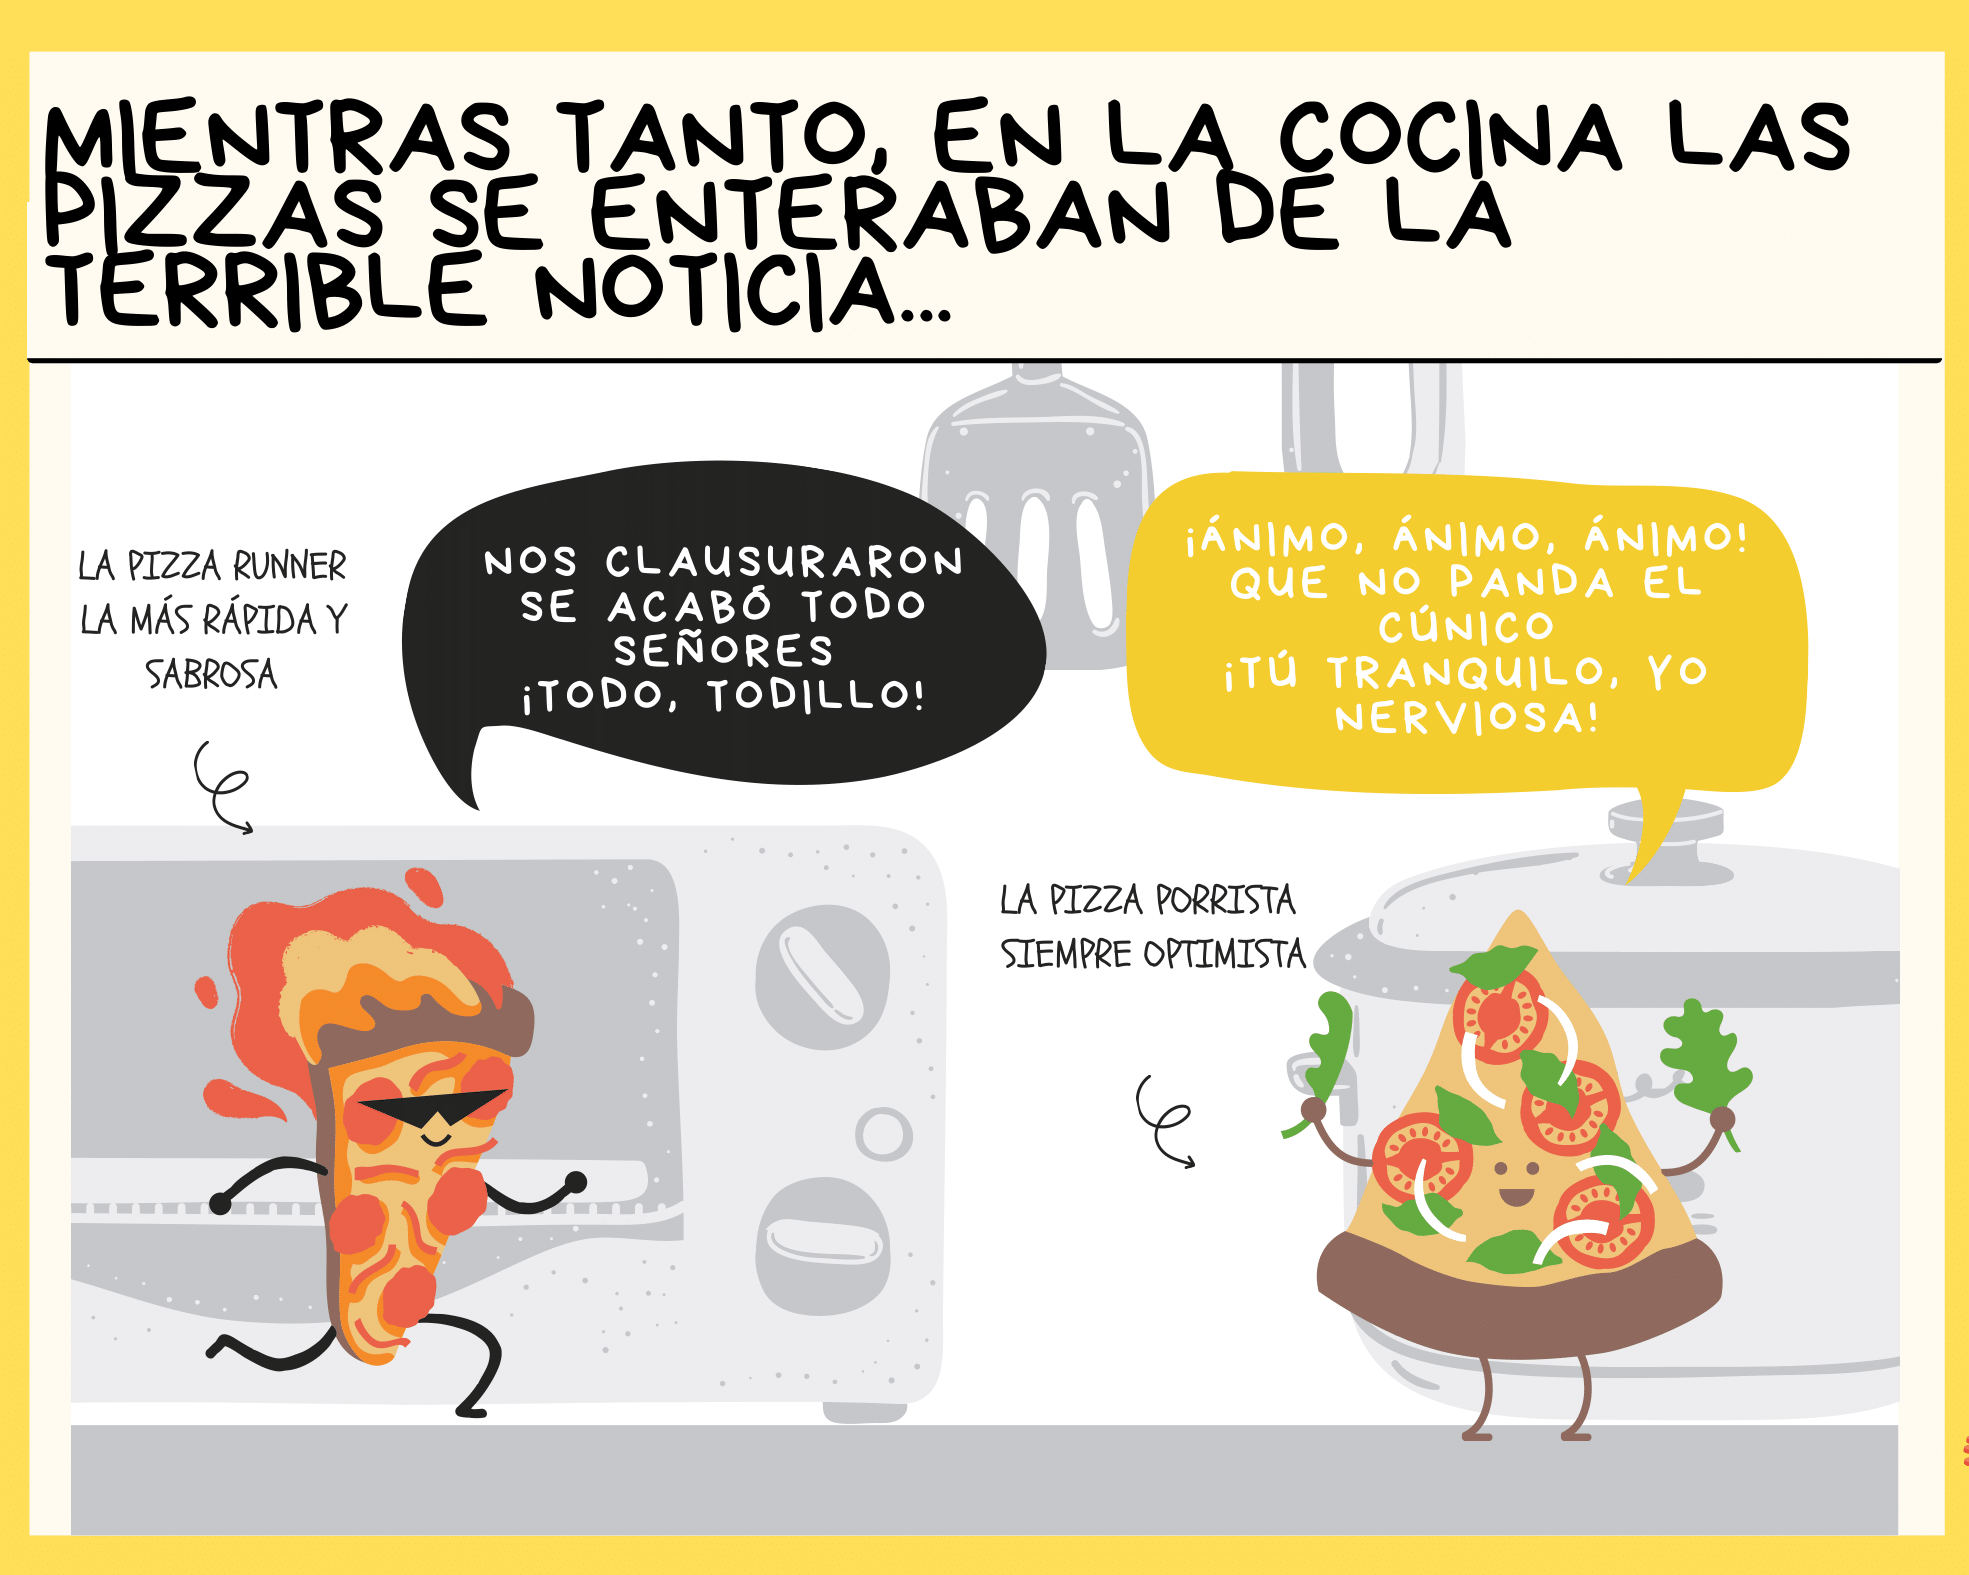 MIENTRAS TANTO, EN LA COCINA LAS
PIZZAS SE ENTERABAN DE LA
TERRIBLE NOTICIA...
LA PIZZA RUNNER
LA MÁS RÁPIDA Y
SABROSA
NOS CLAUSURARON
SE ACABÓ TODO
SEÑORES
¡TODO, TODILLO!
¡ÁNIMO, ÁNIMO, ÁNIMO!
QUE NO PANDA EL
CÚNICO
¡TÚ TRANQUILO, YO
NERVIOSA!
LA PIZZA PORRISTA
SIEMPRE OPTIMISTA